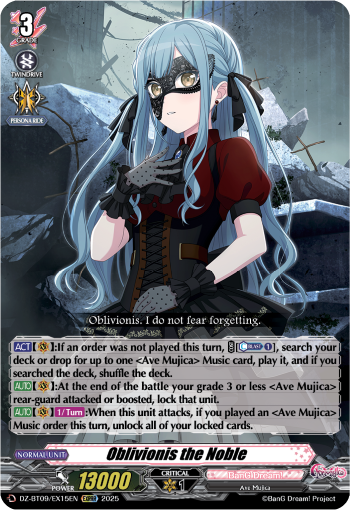 3
GRADE
TWINDRIVE
PERSONA RIDE
Oblivionis. I do not fear forgetting.
ACT【】:If an order was not played this turn, [C-BLAST 1], search your
deck or drop for up to one <Ave Mujica> Music card, play it, and if you
searched the deck, shuffle the deck.
AUTO【】:At the end of the battle your grade 3 or less <Ave Mujica>
rear-guard attacked or boosted, lock that unit.
AUTO【】1/Turn:When this unit attacks, if you played an <Ave Mujica>
Music order this turn, unlock all of your locked cards.
NORMAL UNIT
Oblivionis the Noble
POWER 13000 CRITICAL 1 BanG Dream!
Ave Mujica
DZ-BT09/EX15EN 2025 ©BanG Dream! Project